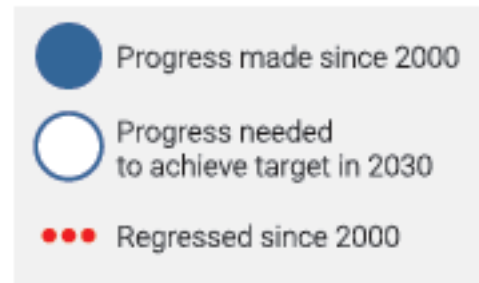 Progress made since 2000
Progress needed
to achieve target in 2030
Regressed since 2000